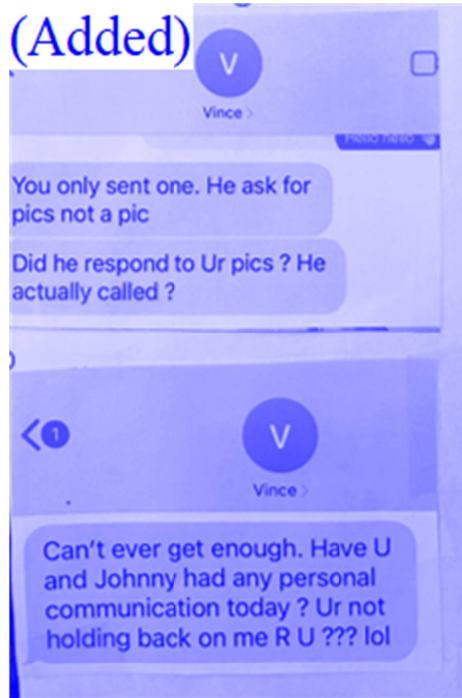 (Added)
V
Vince >
Hello hello
You only sent one. He ask for
pics not a pic
Did he respond to Ur pics ? He
actually called ?
1
V
Vince >
Can't ever get enough. Have U
and Johnny had any personal
communication today ? Ur not
holding back on me R U ??? lol